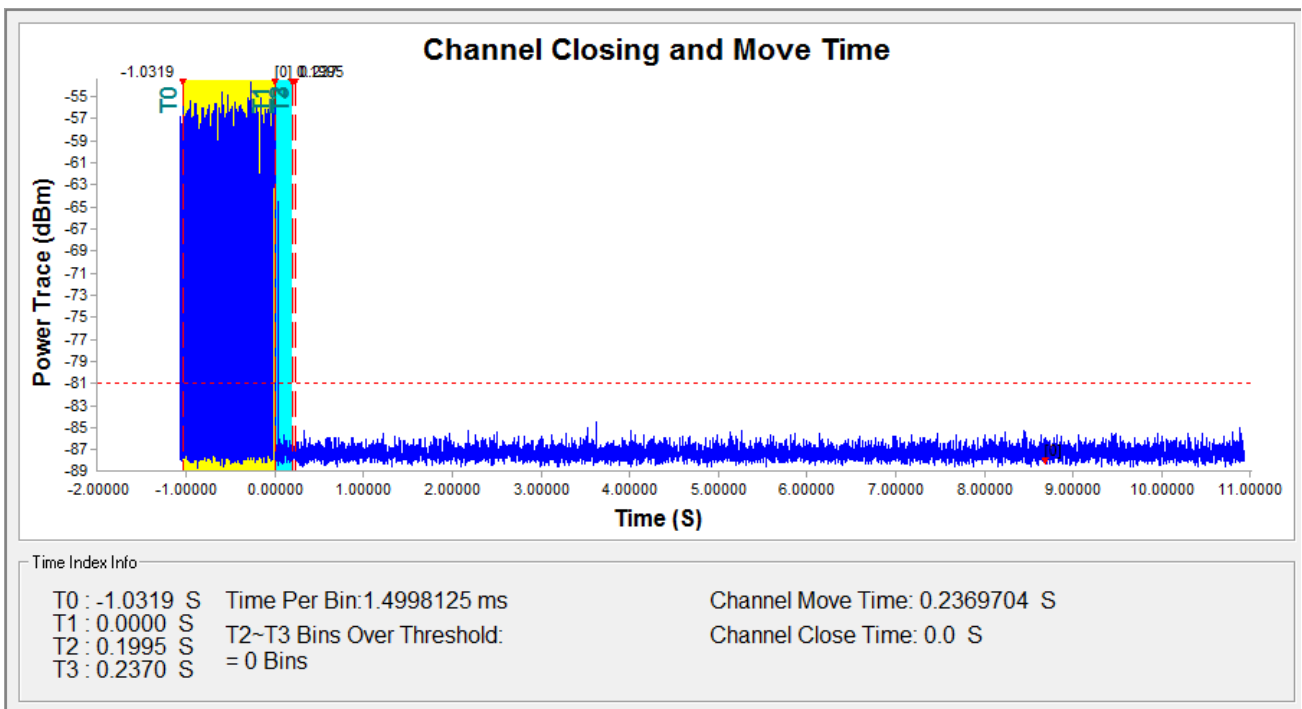 Channel Closing and Move Time
-1.0319 [0] 0.1995
T0 T1
Power Trace (dBm)
-55
-57
-59
-61
-63
-65
-67
-69
-71
-73
-75
-77
-79
-81
-83
-85
-87
-89
-2.00000 -1.00000 0.00000 1.00000 2.00000 3.00000 4.00000 5.00000 6.00000 7.00000 8.00000 9.00000 10.00000 11.00000
Time (S)
Time Index Info
T0 : -1.0319 S Time Per Bin:1.4998125 ms Channel Move Time: 0.2369704 S
T1 : 0.0000 S
T2 : 0.1995 S T2~T3 Bins Over Threshold: Channel Close Time: 0.0 S
T3 : 0.2370 S = 0 Bins